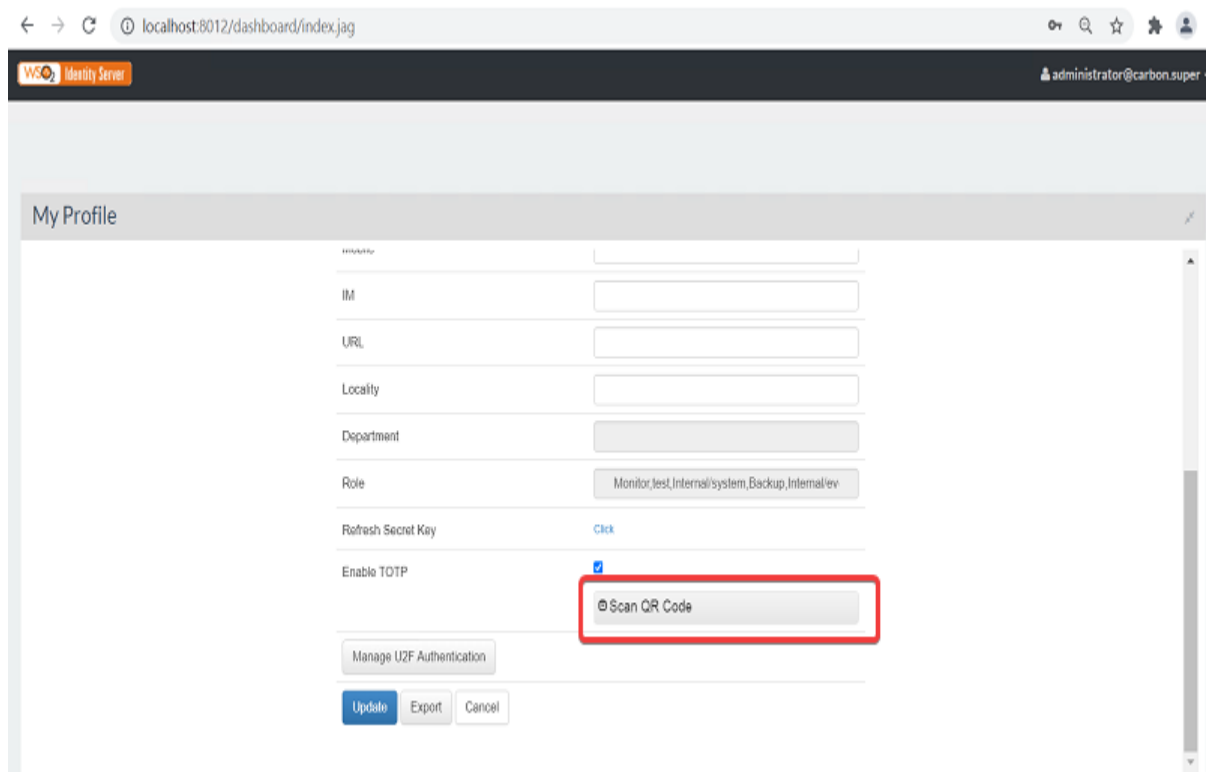 localhost:8012/dashboard/index.jag
WSO2 Identity Server
administrator@carbon.super
My Profile
IM
URL
Locality
Department
Role Monitor,test,Internal/system,Backup,Internal/ev
Refresh Secret Key Click
Enable TOTP
Scan QR Code
Manage U2F Authentication
Update Export Cancel